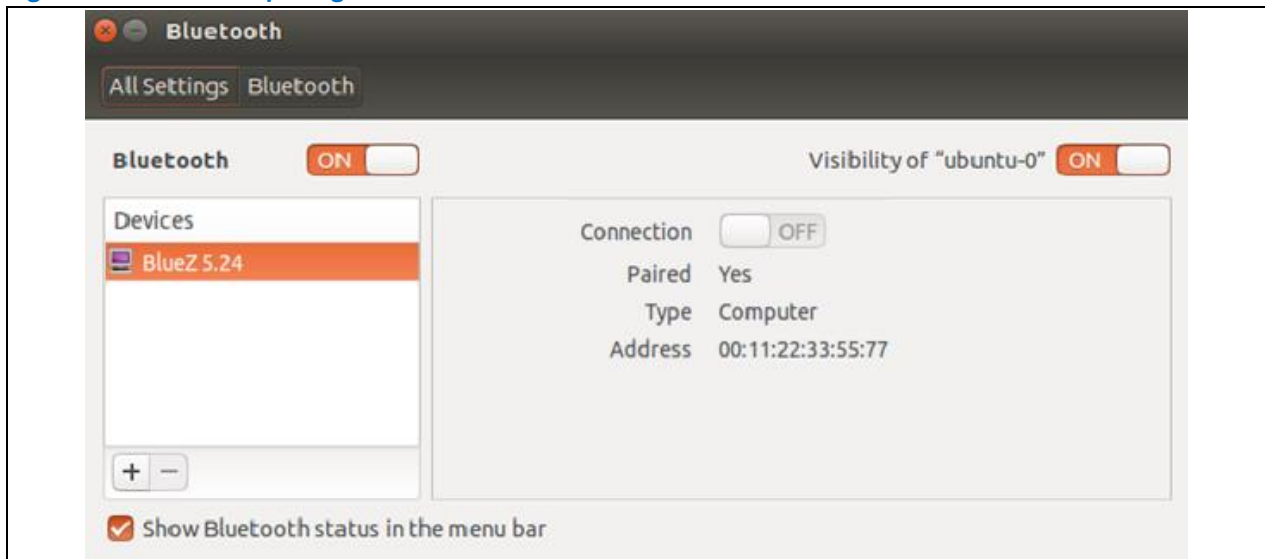 Bluetooth
All Settings Bluetooth
Bluetooth ON
Visibility of "ubuntu-0" ON
Devices
BlueZ 5.24
Connection OFF
Paired Yes
Type Computer
Address 00:11:22:33:55:77
+ −
Show Bluetooth status in the menu bar